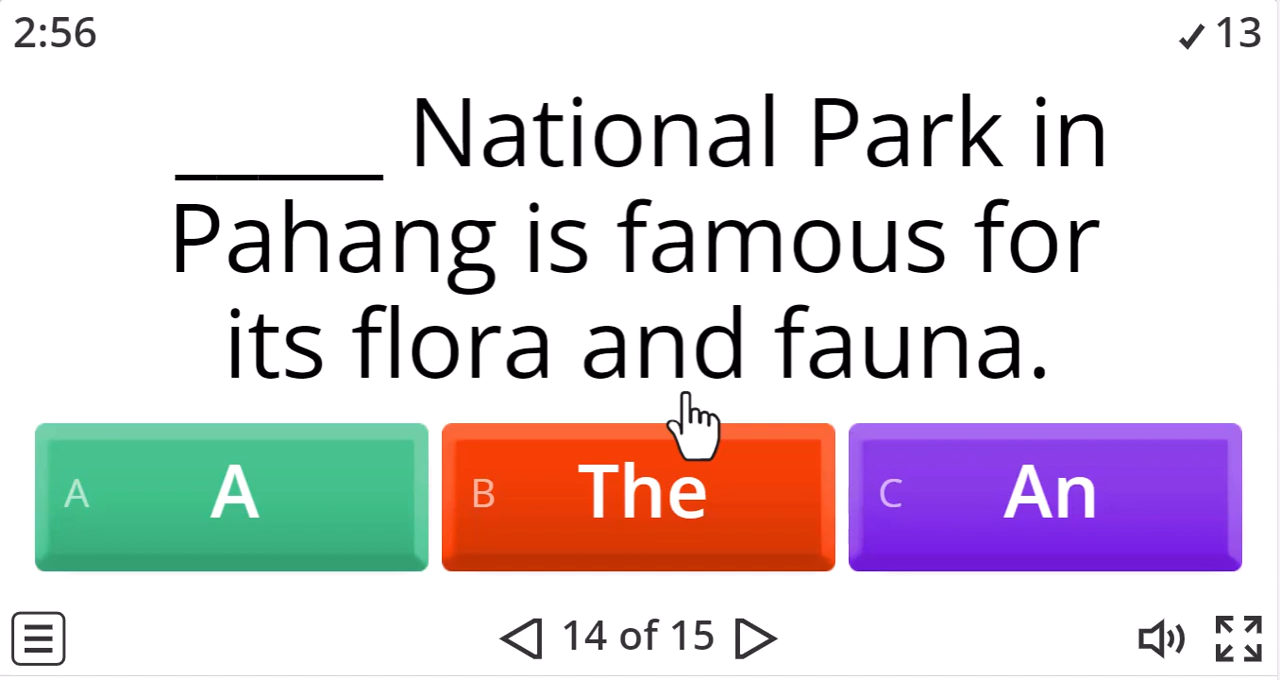 2:56
✓ 13
_____ National Park in
Pahang is famous for
its flora and fauna.
A A
B The
C An
14 of 15